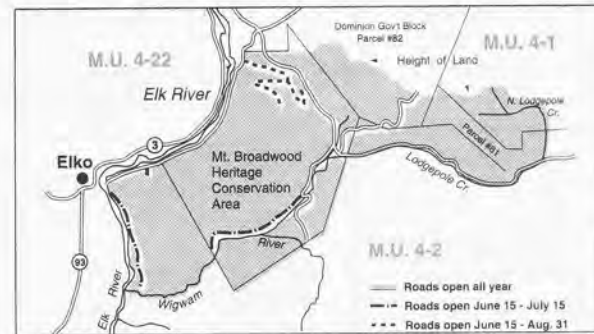 Dominion Gov't Block
Parcel #82
M.U. 4-22
M.U. 4-1
Height of Land
Elk River
N. Lodgepole
Cr.
3
Parcel #81
Elko
Mt. Broadwood
Heritage
Conservation
Area
Lodgepole Cr.
93
River
M.U. 4-2
Elk River
Wigwam
Roads open all year
Roads open June 15 - July 15
Roads open June 15 - Aug. 31